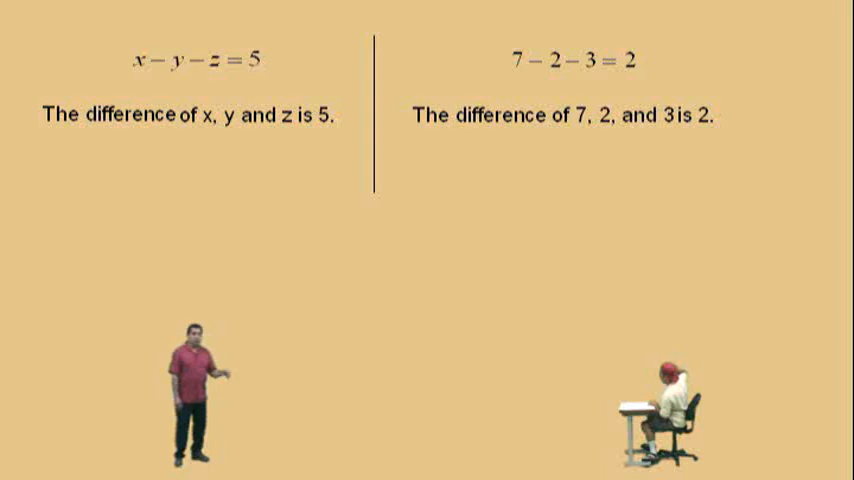 x − y − z = 5
The difference of x, y and z is 5.
7 − 2 − 3 = 2
The difference of 7, 2, and 3 is 2.